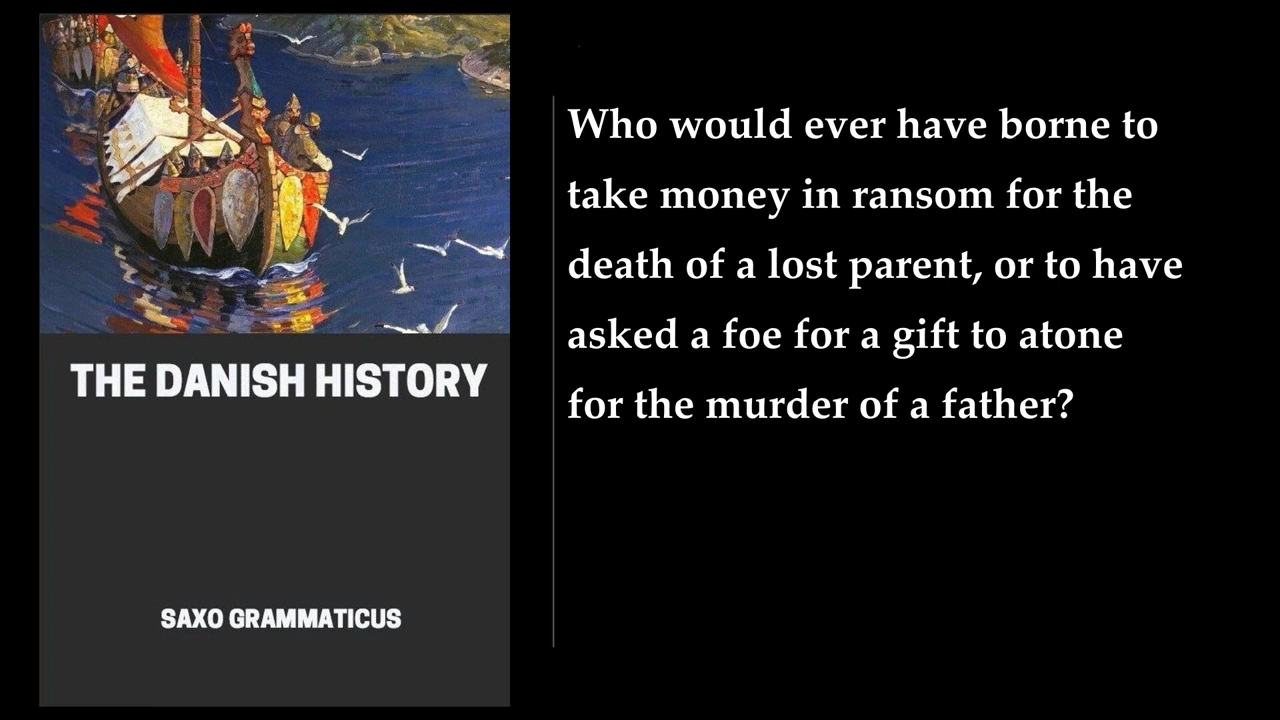 THE DANISH HISTORY
SAXO GRAMMATICUS
Who would ever have borne to
take money in ransom for the
death of a lost parent, or to have
asked a foe for a gift to atone
for the murder of a father?